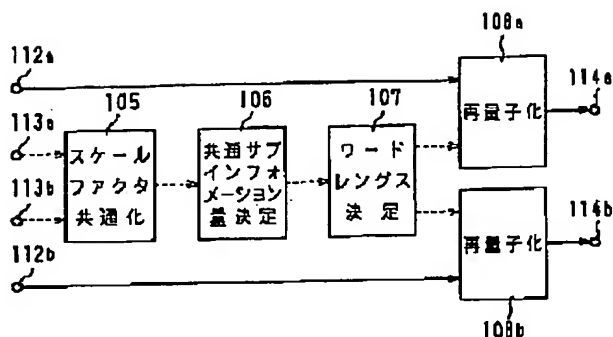 108a
112a
114a
105
106
107
113a
再量子化
スケール
ファクタ
共通化
共通サブ
インフォ
メーション
量決定
ワード
レングス
決定
113b
114b
112b
再量子化
108b